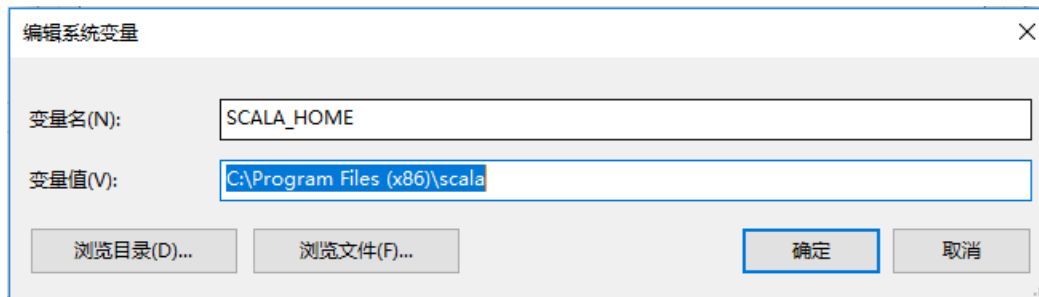 编辑系统变量
变量名(N):
SCALA_HOME
变量值(V):
C:\Program Files (x86)\scala
浏览目录(D)...
浏览文件(F)...
确定
取消